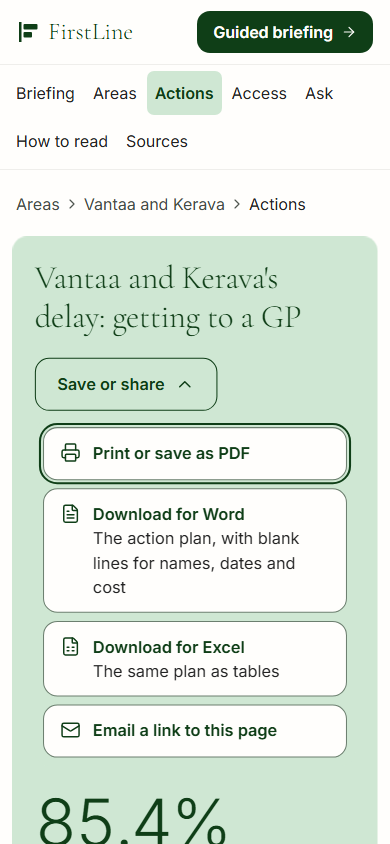 FirstLine
Guided briefing
Briefing Areas Actions Access Ask
How to read Sources
Areas Vantaa and Kerava Actions
Vantaa and Kerava's
delay: getting to a GP
Save or share
Print or save as PDF
Download for Word
The action plan, with blank
lines for names, dates and
cost
Download for Excel
The same plan as tables
Email a link to this page
85.4%